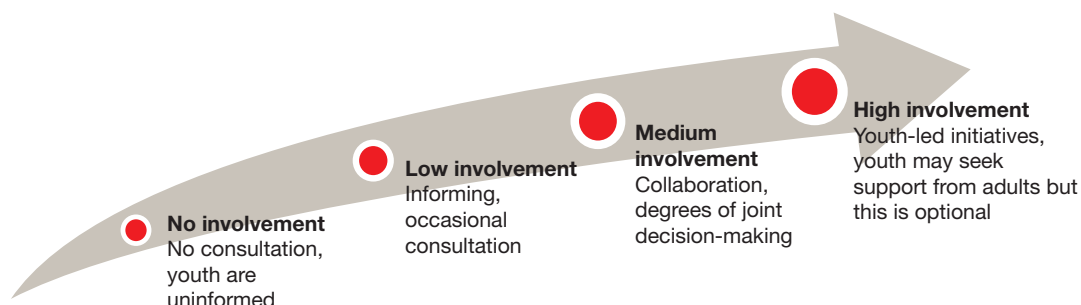 No involvement
No consultation,
youth are
uninformed
Low involvement
Informing,
occasional
consultation
Medium
involvement
Collaboration,
degrees of joint
decision-making
High involvement
Youth-led initiatives,
youth may seek
support from adults but
this is optional